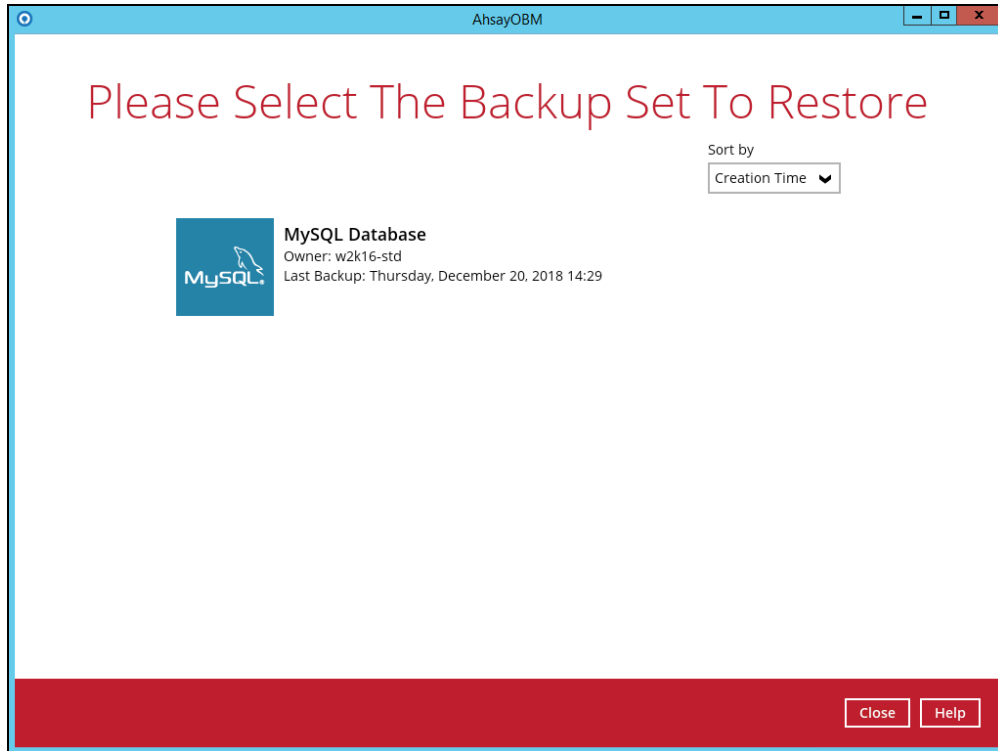 AhsayOBM
Please Select The Backup Set To Restore
Sort by
Creation Time
MySQL®
MySQL Database
Owner: w2k16-std
Last Backup: Thursday, December 20, 2018 14:29
Close
Help